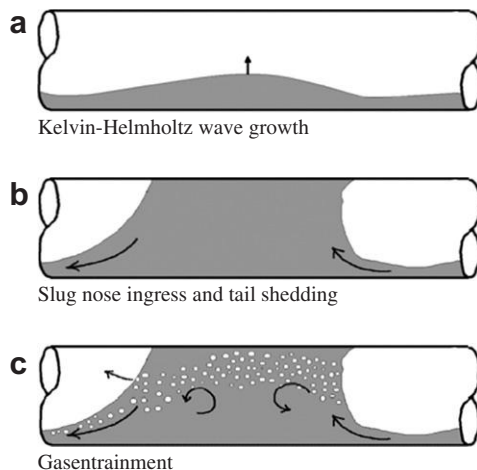 a
Kelvin-Helmholtz wave growth
b
Slug nose ingress and tail shedding
c
Gasentrainment